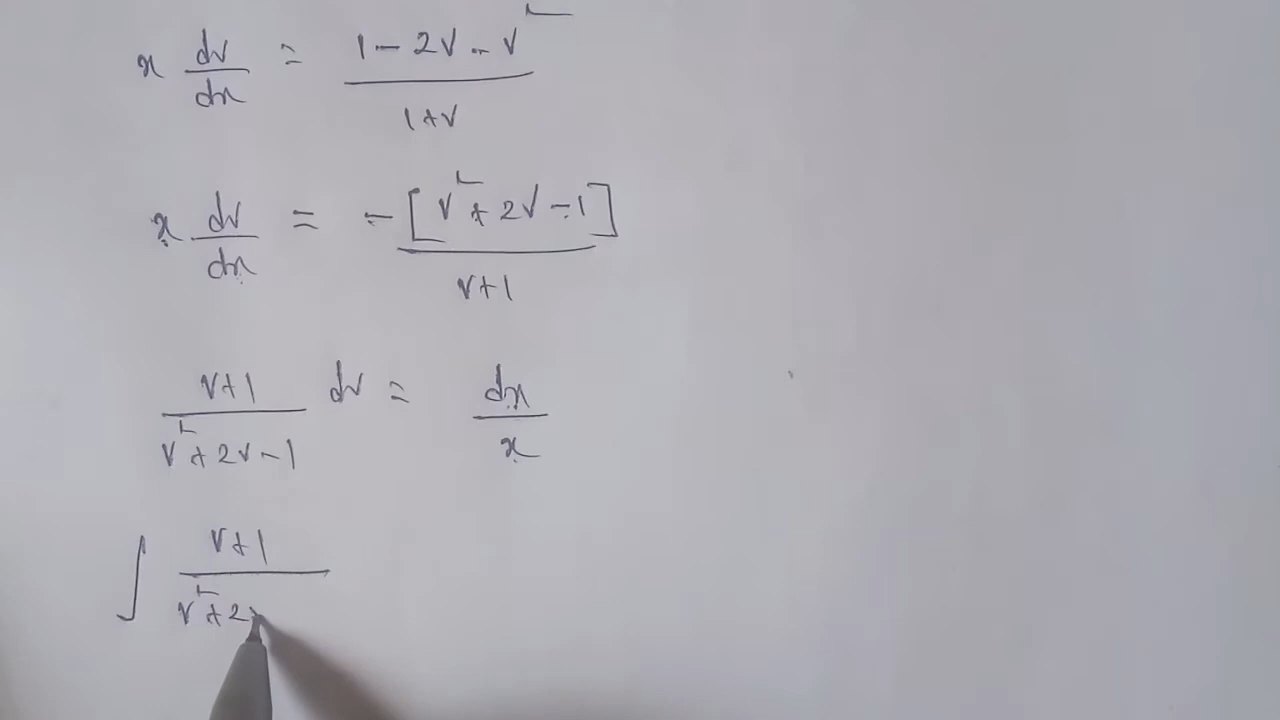 x dv/dx = (1 - 2v - v²)/(1+v)
x dv/dx = -[v² + 2v - 1]/(v+1)
(v+1)/(v² + 2v - 1) dv = dx/x
∫ (v+1)/(v² + 2v